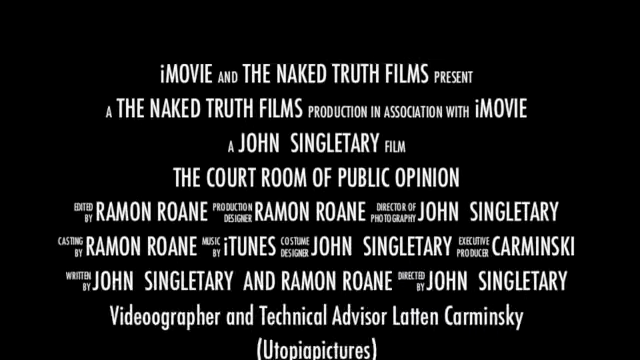 iMOVIE AND THE NAKED TRUTH FILMS PRESENT
A THE NAKED TRUTH FILMS PRODUCTION IN ASSOCIATION WITH iMOVIE
A JOHN SINGLETARY FILM
THE COURT ROOM OF PUBLIC OPINION
EDITED BY RAMON ROANE PRODUCTION DESIGNER RAMON ROANE DIRECTOR OF PHOTOGRAPHY JOHN SINGLETARY
CASTING BY RAMON ROANE MUSIC BY iTUNES COSTUME DESIGNER JOHN SINGLETARY EXECUTIVE PRODUCER CARMINSKI
WRITTEN BY JOHN SINGLETARY AND RAMON ROANE DIRECTED BY JOHN SINGLETARY
Videoographer and Technical Advisor Latten Carminsky
(Utopiapictures)